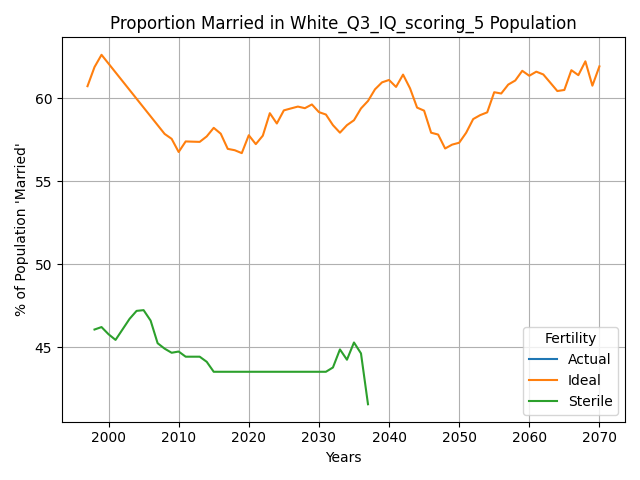 Proportion Married in White_Q3_IQ_scoring_5 Population
% of Population 'Married'
60
55
50
45
Fertility
Actual
Ideal
Sterile
2000 2010 2020 2030 2040 2050 2060 2070
Years